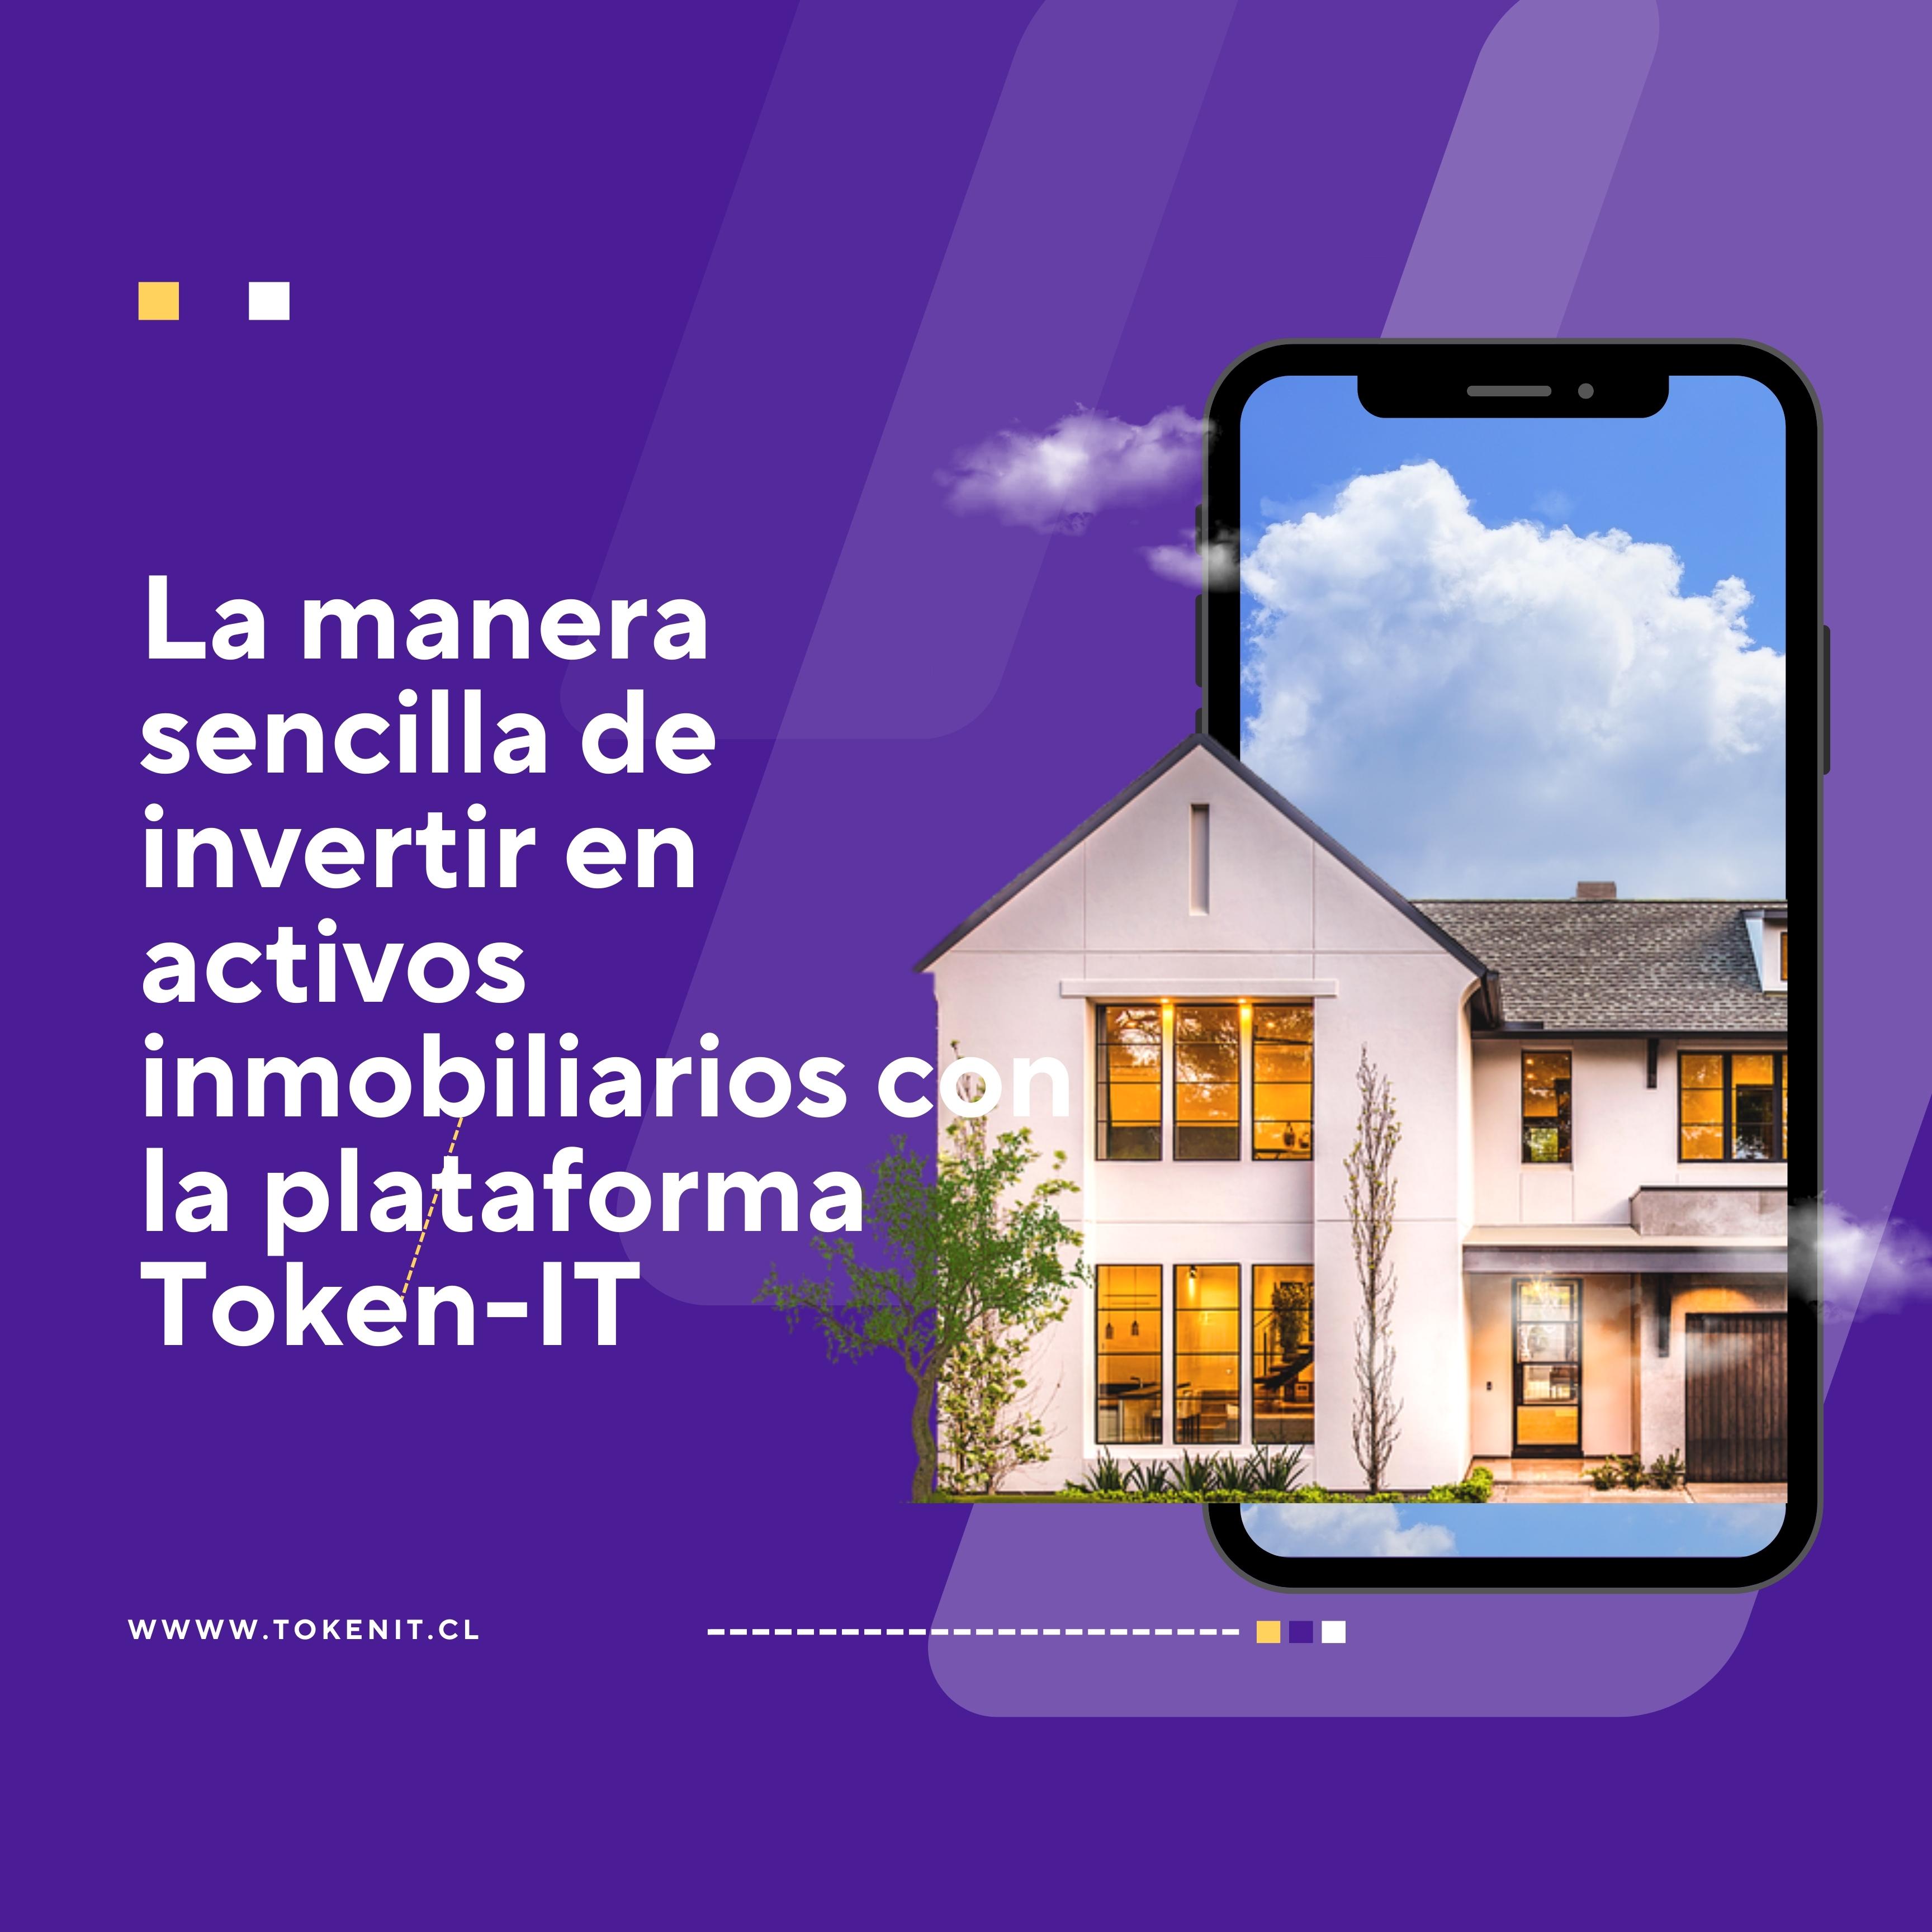 La manera
sencilla de
invertir en
activos
inmobiliarios con
la plataforma
Token-IT
WWWW.TOKENIT.CL